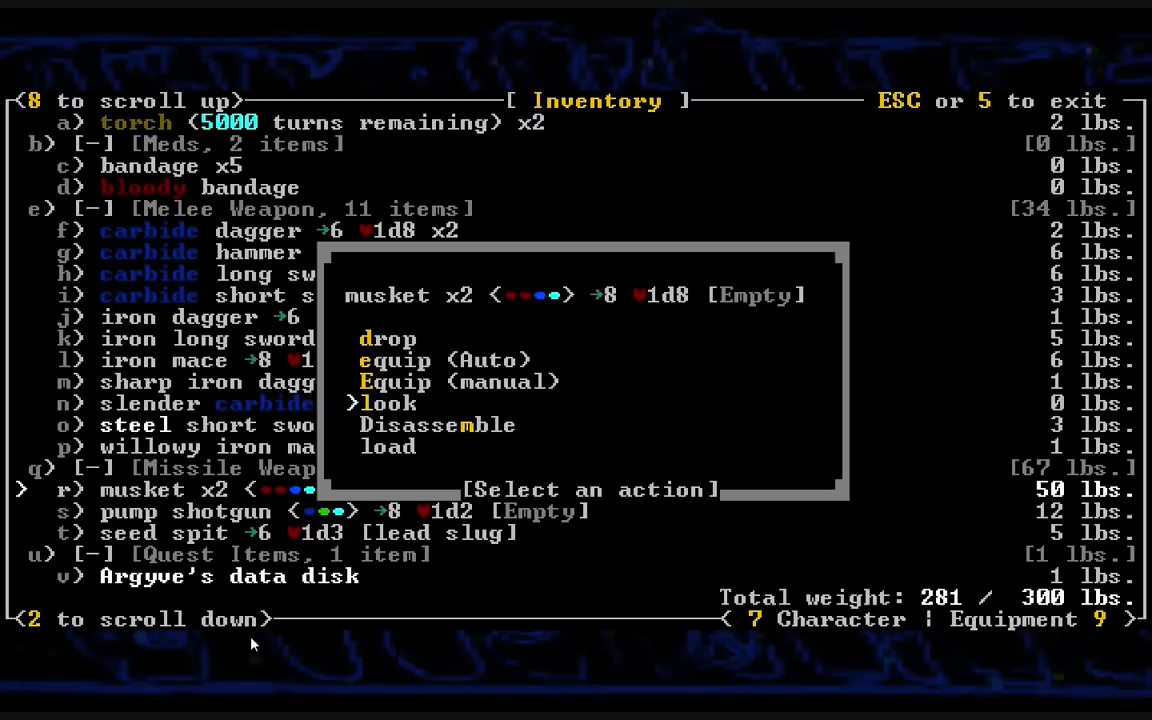 <8 to scroll up> [ Inventory ] ESC or 5 to exit
a) torch (5000 turns remaining) x2 2 lbs.
b) [-] [Meds, 2 items] [0 lbs.]
c) bandage x5 0 lbs.
d) bloody bandage 0 lbs.
e) [-] [Melee Weapon, 11 items] [34 lbs.]
f) carbide dagger →6 ♥1d8 x2 2 lbs.
g) carbide hammer 6 lbs.
h) carbide long sw 6 lbs.
i) carbide short s 3 lbs.
j) iron dagger →6 1 lbs.
k) iron long sword 5 lbs.
l) iron mace →8 ♥1 6 lbs.
m) sharp iron dagg 1 lbs.
n) slender carbide 0 lbs.
o) steel short swo 3 lbs.
p) willowy iron ma 1 lbs.
q) [-] [Missile Weap [67 lbs.]
> r) musket x2 <●●●● 50 lbs.
s) pump shotgun <●●●> →8 ♥1d2 [Empty] 12 lbs.
t) seed spit →6 ♥1d3 [lead slug] 5 lbs.
u) [-] [Quest Items, 1 item] [1 lbs.]
v) Argyve's data disk 1 lbs.
Total weight: 281 / 300 lbs.
<2 to scroll down> < 7 Character | Equipment 9 >
musket x2 <●●●●> →8 ♥1d8 [Empty]
drop
equip (Auto)
Equip (manual)
>look
Disassemble
load
[Select an action]